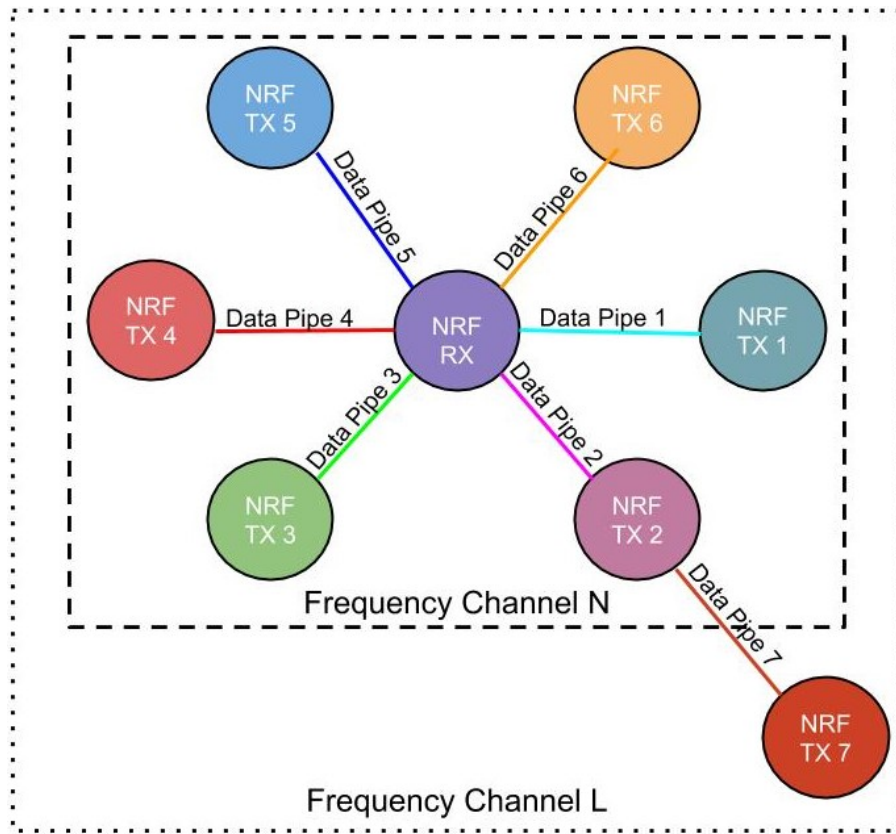 NRF
TX 5
NRF
TX 6
Data Pipe 5
Data Pipe 6
NRF
TX 4
Data Pipe 4
NRF
RX
Data Pipe 1
NRF
TX 1
Data Pipe 3
Data Pipe 2
NRF
TX 3
NRF
TX 2
Frequency Channel N
Data Pipe 7
NRF
TX 7
Frequency Channel L